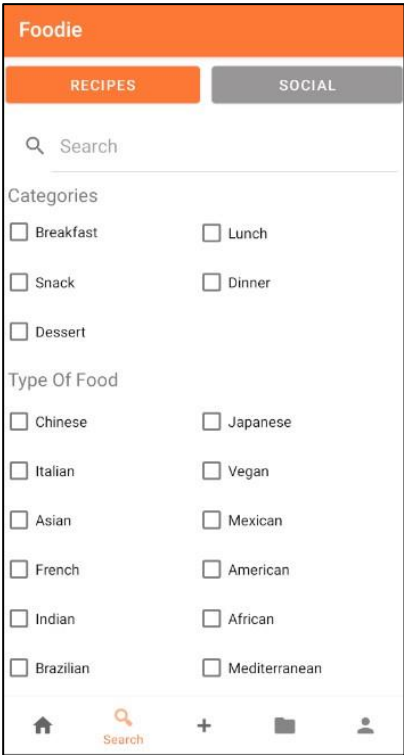 Foodie
RECIPES SOCIAL
Search
Categories
Breakfast Lunch
Snack Dinner
Dessert
Type Of Food
Chinese Japanese
Italian Vegan
Asian Mexican
French American
Indian African
Brazilian Mediterranean
Search